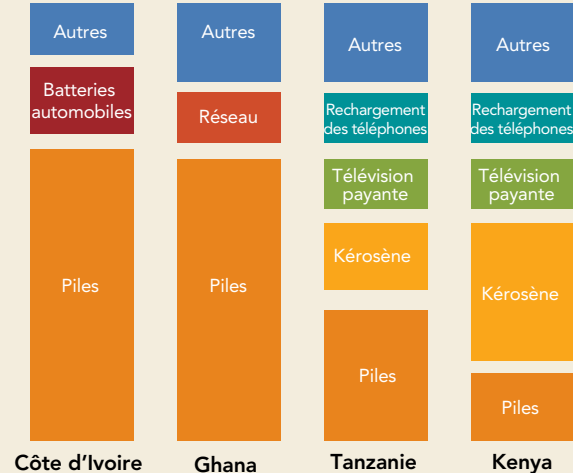 Autres
Batteries
automobiles
Piles
Côte d'Ivoire
Autres
Réseau
Piles
Ghana
Autres
Rechargement
des téléphones
Télévision
payante
Kérosène
Piles
Tanzanie
Autres
Rechargement
des téléphones
Télévision
payante
Kérosène
Piles
Kenya